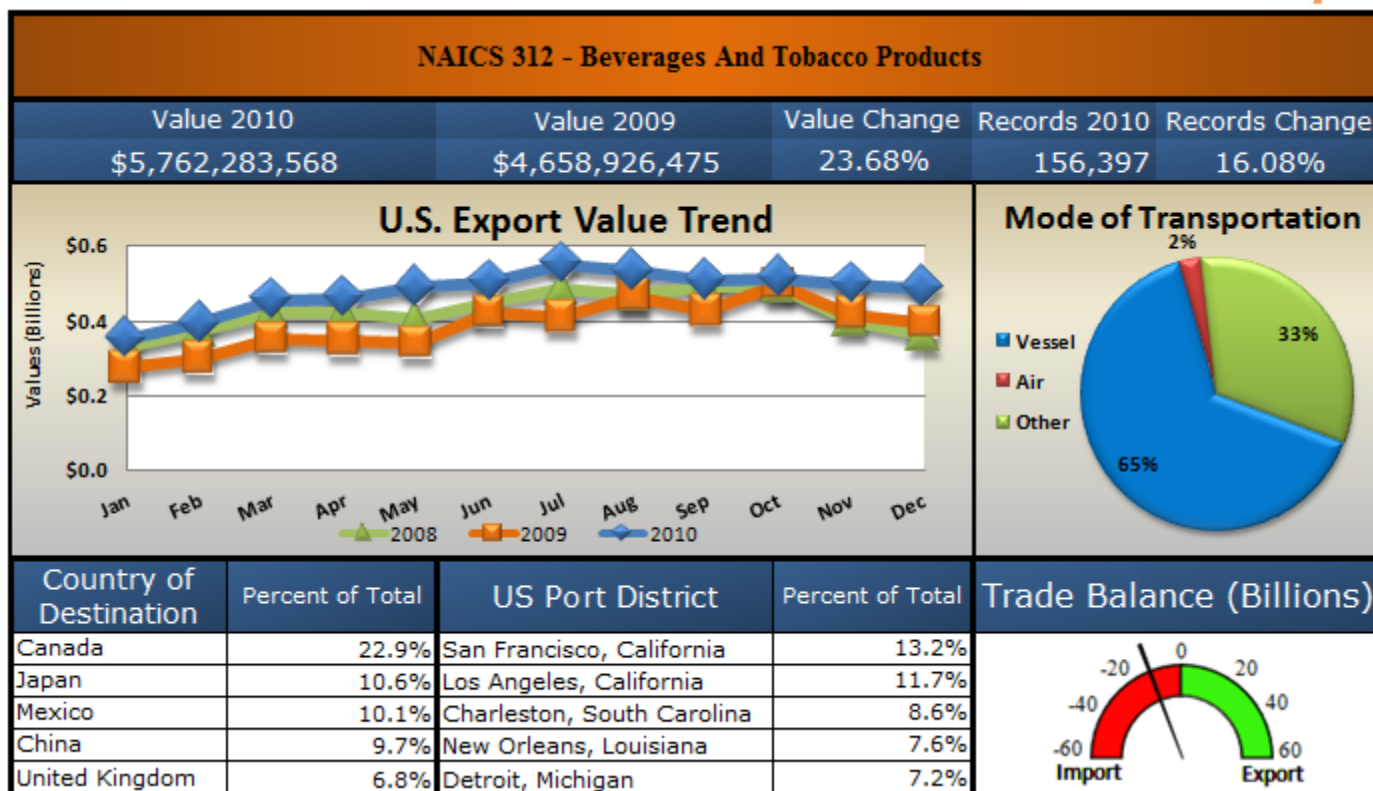 NAICS 312 - Beverages And Tobacco Products
Value 2010 Value 2009 Value Change Records 2010 Records Change
$5,762,283,568 $4,658,926,475 23.68% 156,397 16.08%
U.S. Export Value Trend
Values (Billions)
$0.6
$0.4
$0.2
$0.0
Jan Feb Mar Apr May Jun Jul Aug Sep Oct Nov Dec
2008 2009 2010
Mode of Transportation
2%
33%
65%
Vessel
Air
Other
Country of
Destination
Percent of Total
US Port District
Percent of Total
Canada 22.9% San Francisco, California 13.2%
Japan 10.6% Los Angeles, California 11.7%
Mexico 10.1% Charleston, South Carolina 8.6%
China 9.7% New Orleans, Louisiana 7.6%
United Kingdom 6.8% Detroit, Michigan 7.2%
Trade Balance (Billions)
-60 -40 -20 0 20 40 60
Import Export